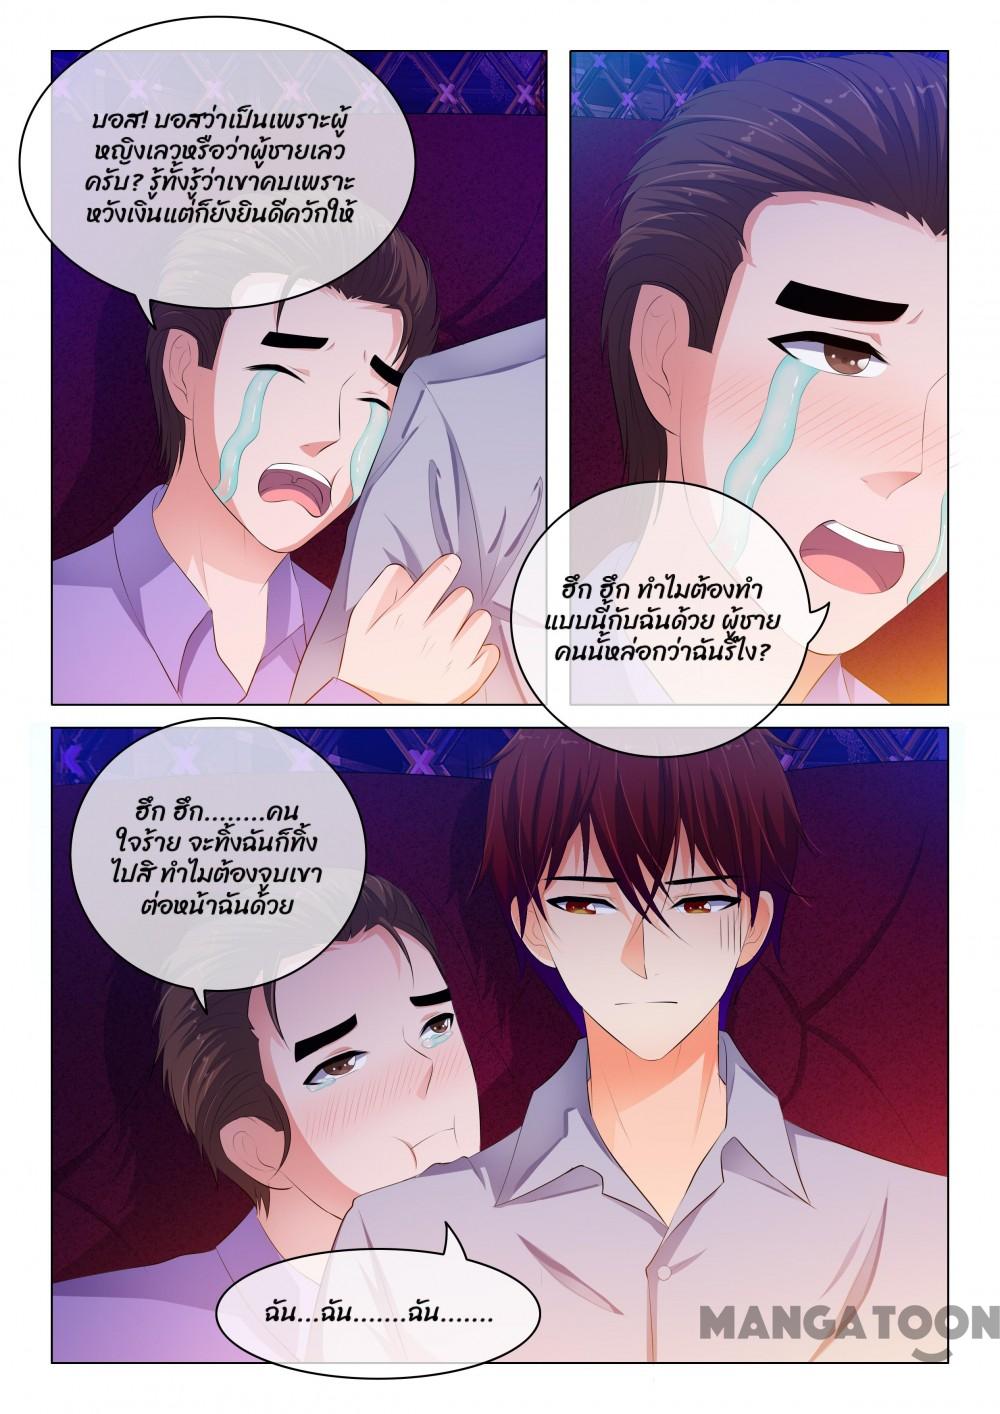 บอส! บอสว่าเป็นเพราะผู้
หญิงเลวหรือว่าผู้ชายเลว
ครับ? รู้ทั้งรู้ว่าเขาคบเพราะ
หวังเงินแต่ก็ยังยินดีควักให้
ฮึก ฮึก ทำไมต้องทำ
แบบนี้กับฉันด้วย ผู้ชาย
คนนั้นหล่อกว่าฉันรึไง?
ฮึก ฮึก........คน
ใจร้าย จะทิ้งฉันก็ทิ้ง
ไปสิ ทำไมต้องจูบเขา
ต่อหน้าฉันด้วย
ฉัน...ฉัน.......ฉัน.......
MANGATOON